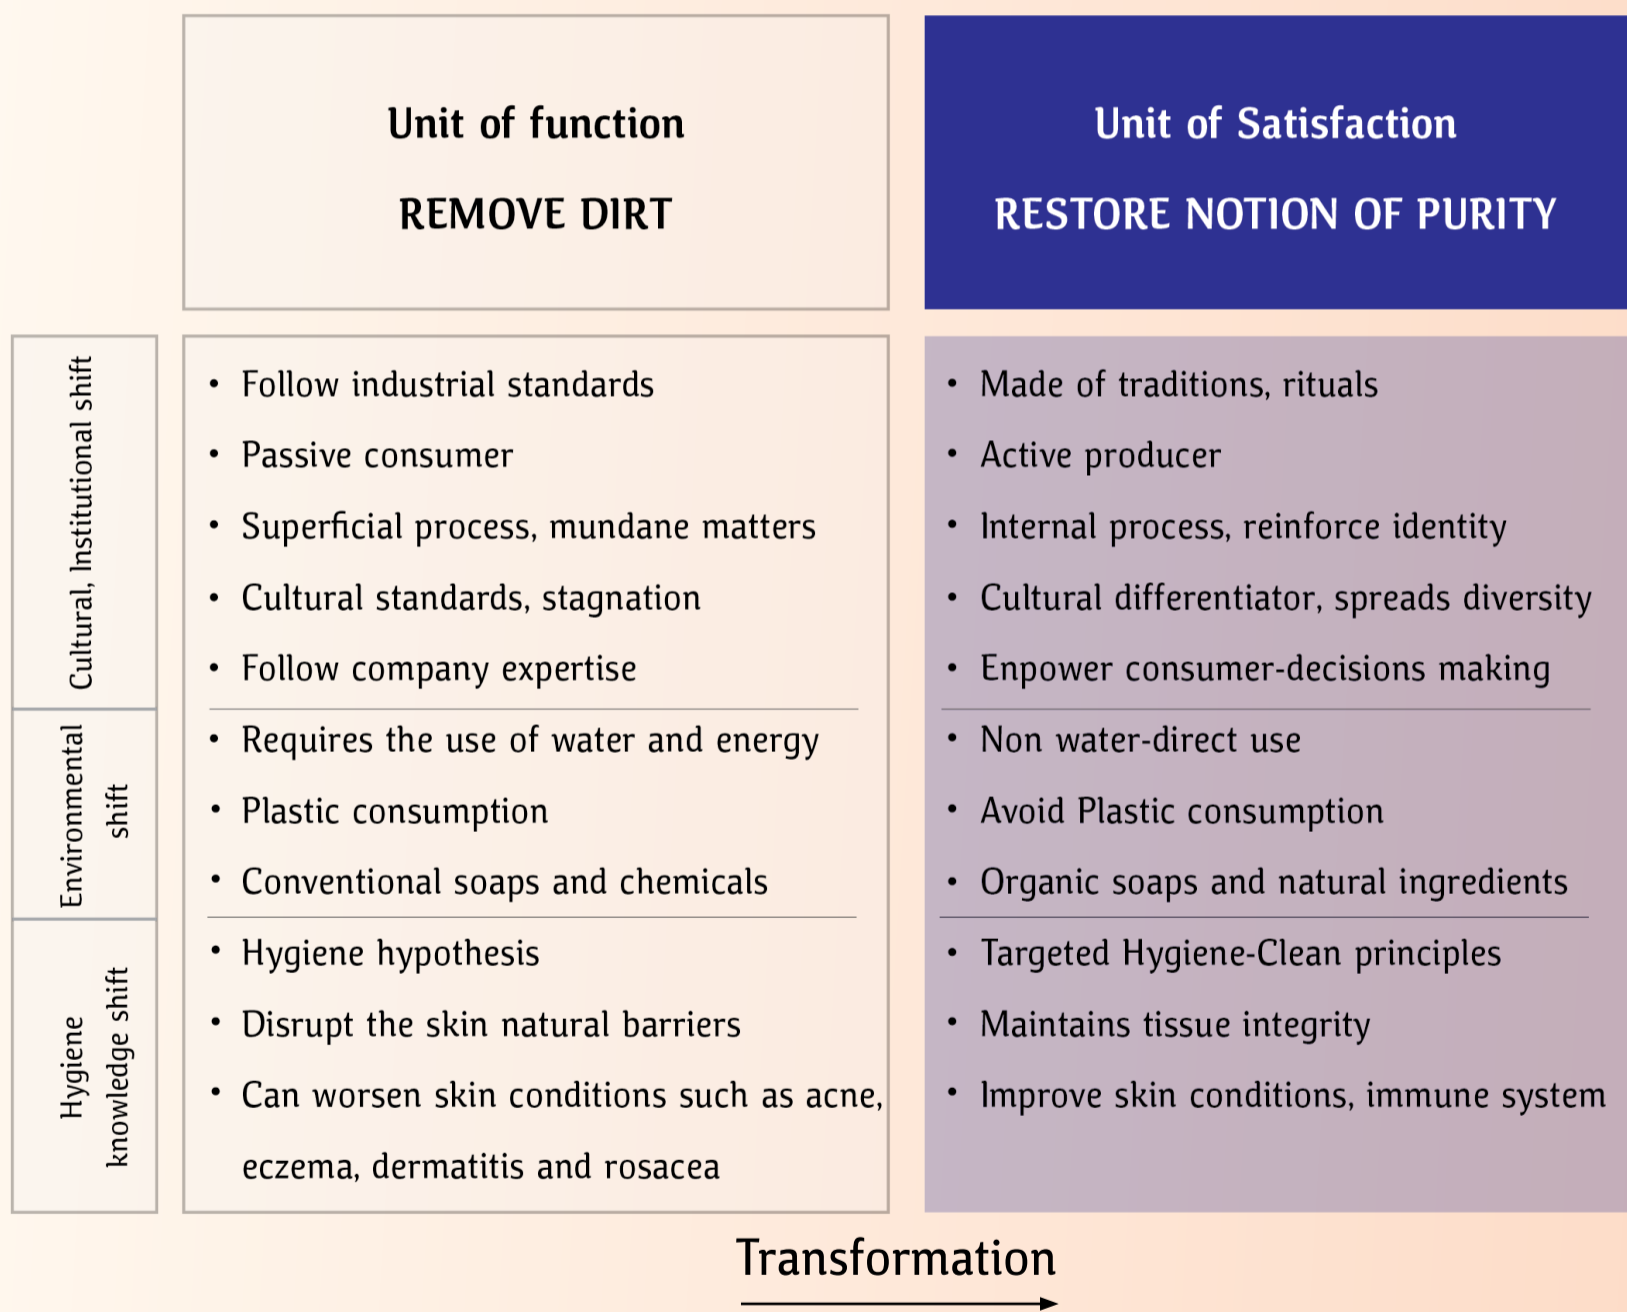 Unit of function
REMOVE DIRT
Unit of Satisfaction
RESTORE NOTION OF PURITY
Cultural, Institutional shift
• Follow industrial standards
• Passive consumer
• Superficial process, mundane matters
• Cultural standards, stagnation
• Follow company expertise
• Made of traditions, rituals
• Active producer
• Internal process, reinforce identity
• Cultural differentiator, spreads diversity
• Enpower consumer-decisions making
Environmental
shift
• Requires the use of water and energy
• Plastic consumption
• Conventional soaps and chemicals
• Non water-direct use
• Avoid Plastic consumption
• Organic soaps and natural ingredients
Hygiene
knowledge shift
• Hygiene hypothesis
• Disrupt the skin natural barriers
• Can worsen skin conditions such as acne,
eczema, dermatitis and rosacea
• Targeted Hygiene-Clean principles
• Maintains tissue integrity
• Improve skin conditions, immune system
Transformation